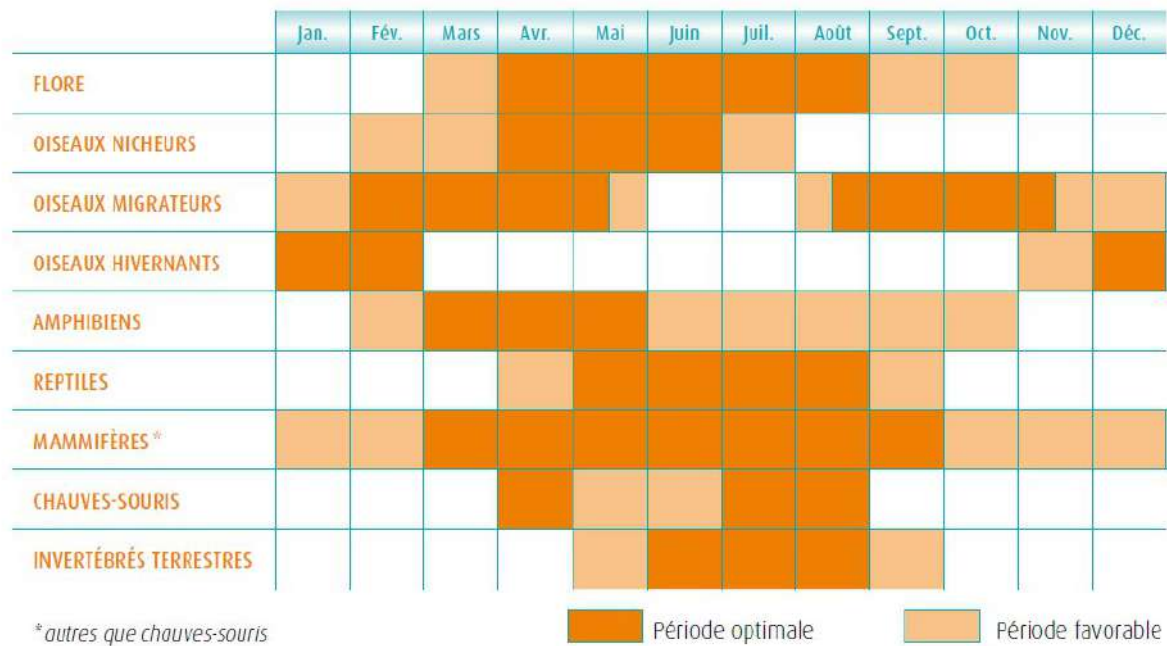 Jan. Fév. Mars Avr. Mai Juin Juil. Août Sept. Oct. Nov. Déc.
FLORE
OISEAUX NICHEURS
OISEAUX MIGRATEURS
OISEAUX HIVERNANTS
AMPHIBIENS
REPTILES
MAMMIFÈRES *
CHAUVES-SOURIS
INVERTÉBRÉS TERRESTRES
* autres que chauves-souris Période optimale Période favorable